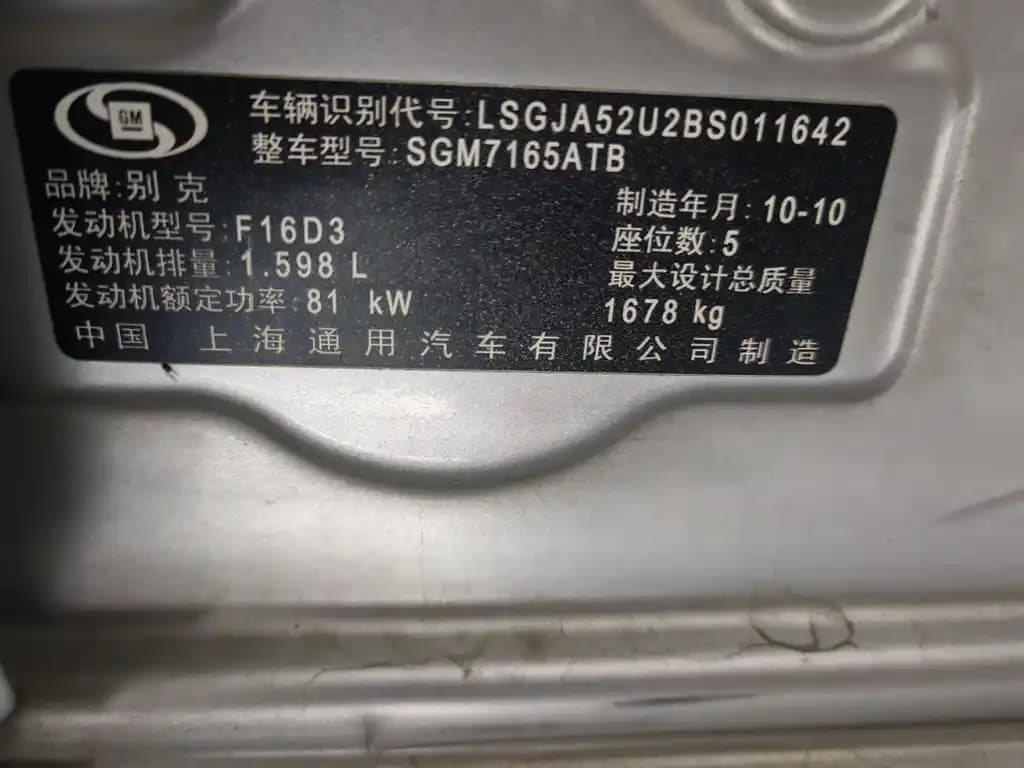 GM
车辆识别代号:LSGJA52U2BS011642
整车型号:SGM7165ATB
品牌:别克
制造年月:10-10
发动机型号:F16D3
座位数:5
发动机排量:1.598 L
最大设计总质量
发动机额定功率:81 kW
1678 kg
中国 上海通用汽车有限公司制造